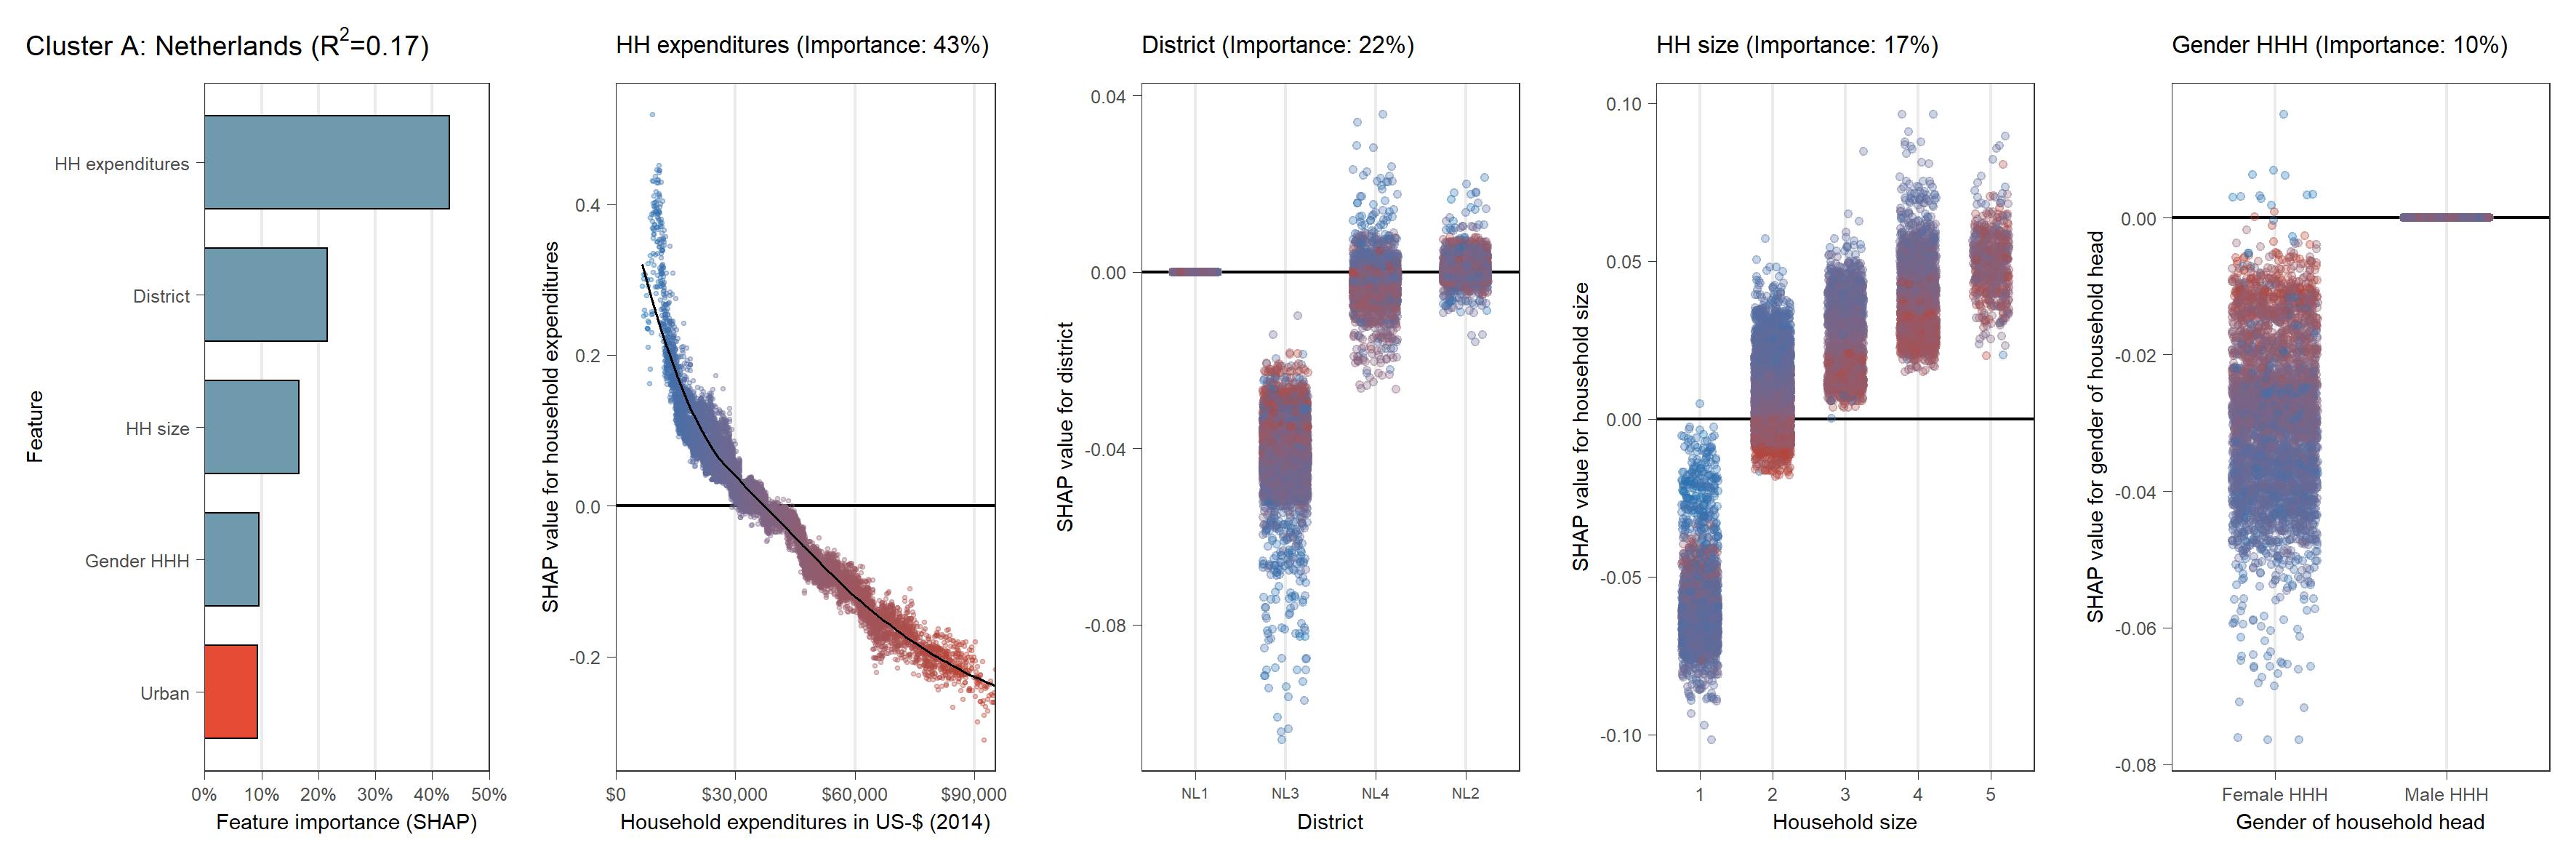 Cluster A: Netherlands (R²=0.17)
Feature
HH expenditures
District
HH size
Gender HHH
Urban
0% 10% 20% 30% 40% 50%
Feature importance (SHAP)
HH expenditures (Importance: 43%)
SHAP value for household expenditures
0.4
0.2
0.0
-0.2
$0 $30,000 $60,000 $90,000
Household expenditures in US-$ (2014)
District (Importance: 22%)
SHAP value for district
0.04
0.00
-0.04
-0.08
NL1 NL3 NL4 NL2
District
HH size (Importance: 17%)
SHAP value for household size
0.10
0.05
0.00
-0.05
-0.10
1 2 3 4 5
Household size
Gender HHH (Importance: 10%)
SHAP value for gender of household head
0.00
-0.02
-0.04
-0.06
-0.08
Female HHH Male HHH
Gender of household head